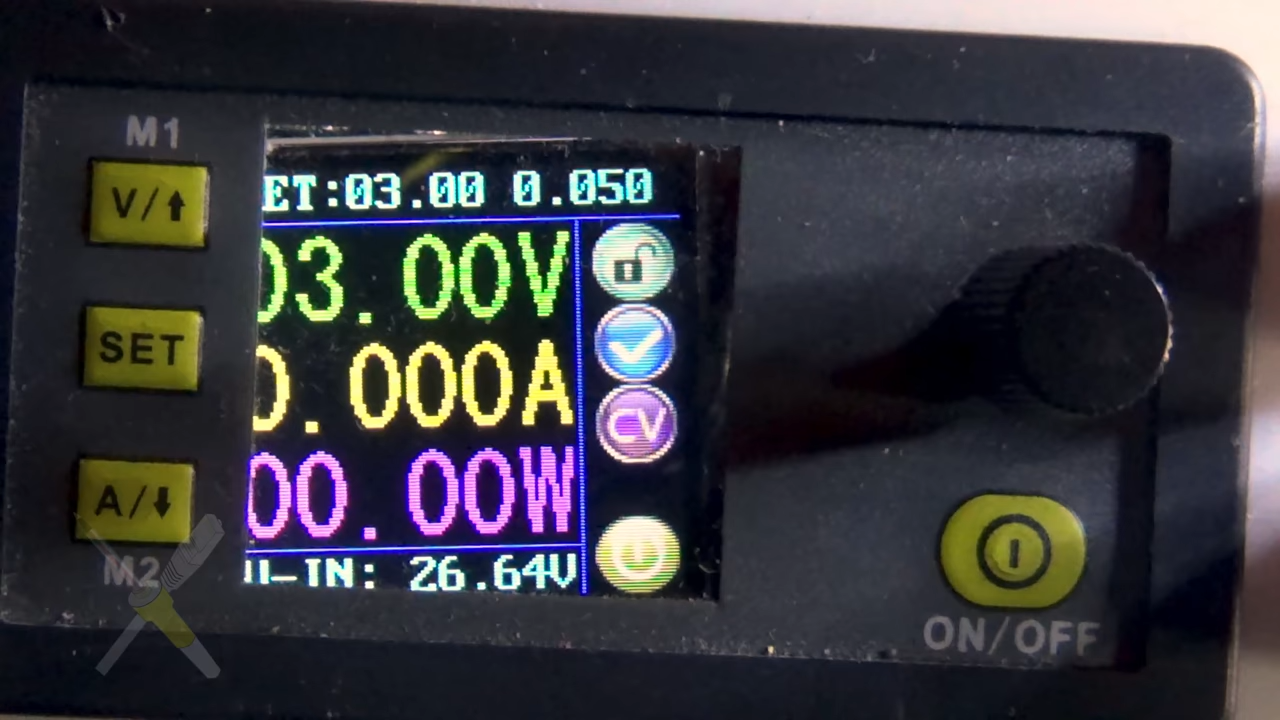 M1
V/↑
SET
A/↓
M2
ET:03.00 0.050
03.00V
0.000A
CV
00.00W
U-IN: 26.64V
ON/OFF